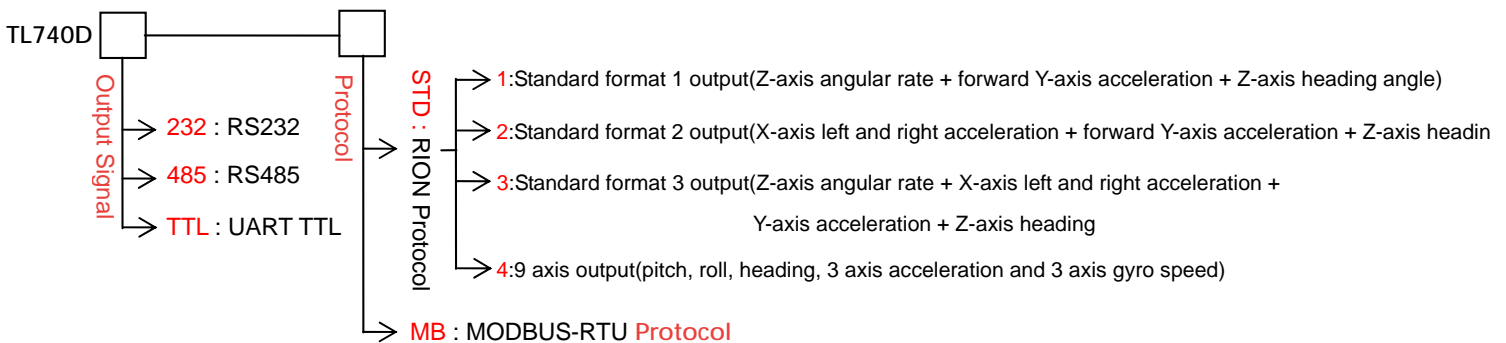 TL740D
Output Signal
232 : RS232
485 : RS485
TTL : UART TTL
Protocol
STD : RION Protocol
1:Standard format 1 output(Z-axis angular rate + forward Y-axis acceleration + Z-axis heading angle)
2:Standard format 2 output(X-axis left and right acceleration + forward Y-axis acceleration + Z-axis headin
3:Standard format 3 output(Z-axis angular rate + X-axis left and right acceleration +
Y-axis acceleration + Z-axis heading
4:9 axis output(pitch, roll, heading, 3 axis acceleration and 3 axis gyro speed)
MB : MODBUS-RTU Protocol